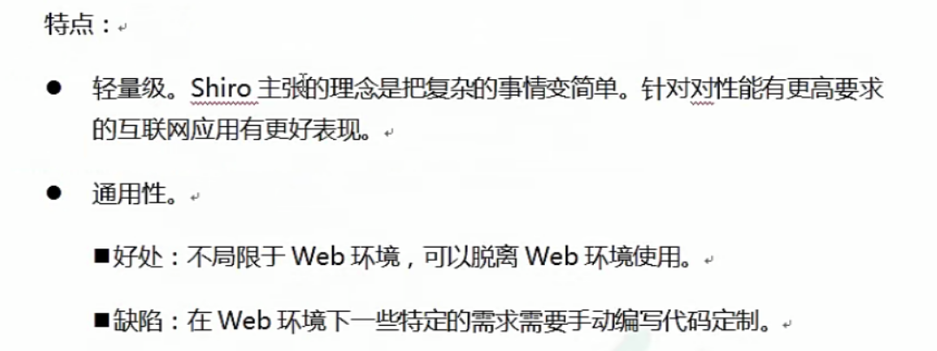 特点：
● 轻量级。Shiro 主张的理念是把复杂的事情变简单。针对对性能有更高要求
的互联网应用有更好表现。
● 通用性。
■好处：不局限于 Web 环境，可以脱离 Web 环境使用。
■缺陷：在 Web 环境下一些特定的需求需要手动编写代码定制。